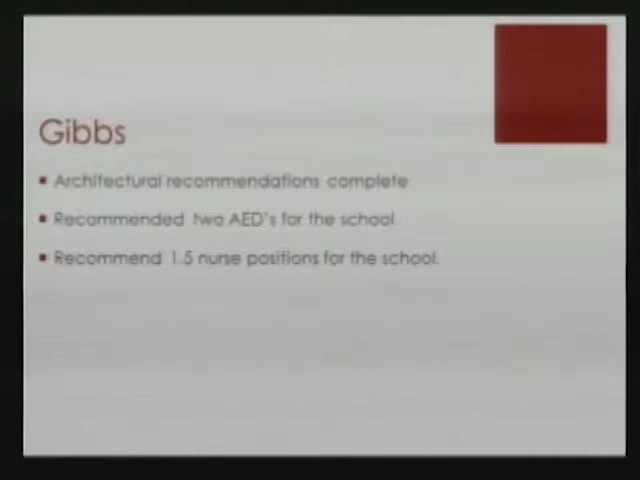 Gibbs
Architectural recommendations complete
Recommended two AED's for the school
Recommend 1.5 nurse positions for the school.